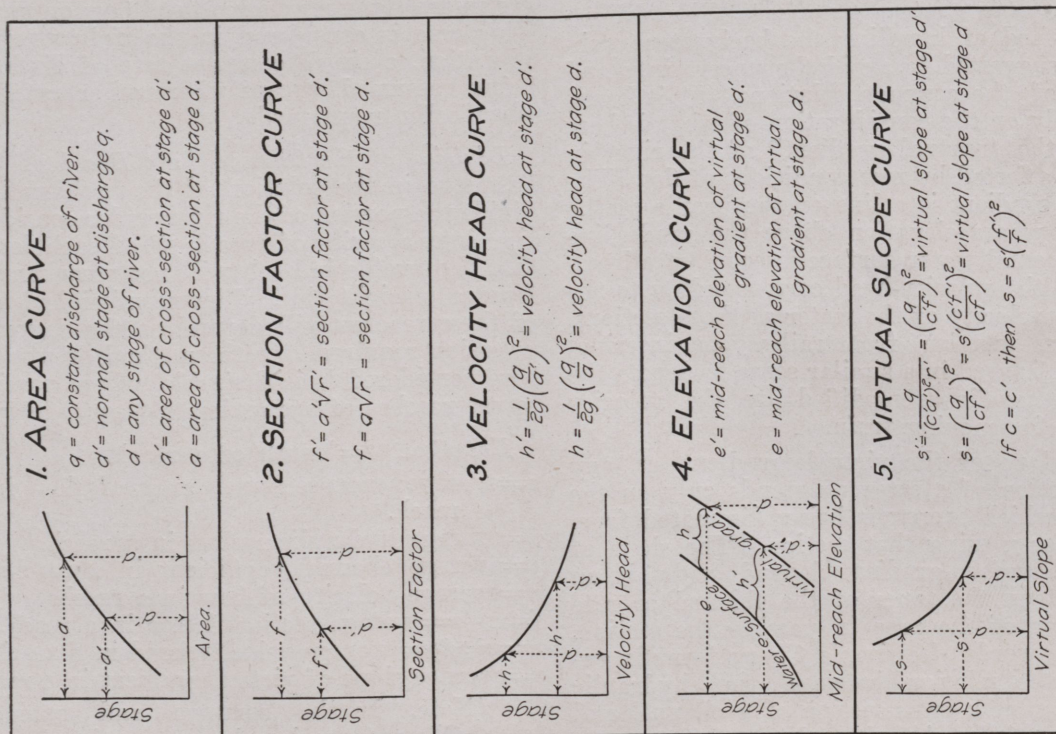 1. AREA CURVE
q = constant discharge of river.
d' = normal stage at discharge q.
d = any stage of river.
a' = area of cross-section at stage d'.
a = area of cross-section at stage d.
Stage
a
a'
d
d'
Area.
2. SECTION FACTOR CURVE
f' = a'√r' = section factor at stage d'.
f = a√r = section factor at stage d.
Stage
f
f'
d
d'
Section Factor
3. VELOCITY HEAD CURVE
h' = 1/2g (q/a')² = velocity head at stage d'.
h = 1/2g (q/a)² = velocity head at stage d.
Stage
h
h'
d
d'
Velocity Head
4. ELEVATION CURVE
e' = mid-reach elevation of virtual
gradient at stage d'.
e = mid-reach elevation of virtual
gradient at stage d.
Stage
e
e'
h
h'
d
d'
Water Surface
Virtual grad.
Mid-reach Elevation
5. VIRTUAL SLOPE CURVE
s' = q/(c'a')²r' = (q/c'f')² = virtual slope at stage d'
s = (q/cf)² = s'(c'f'/cf)² = virtual slope at stage d
If c = c' then s = s(f'/f)²
Stage
s
s'
d
d'
Virtual Slope